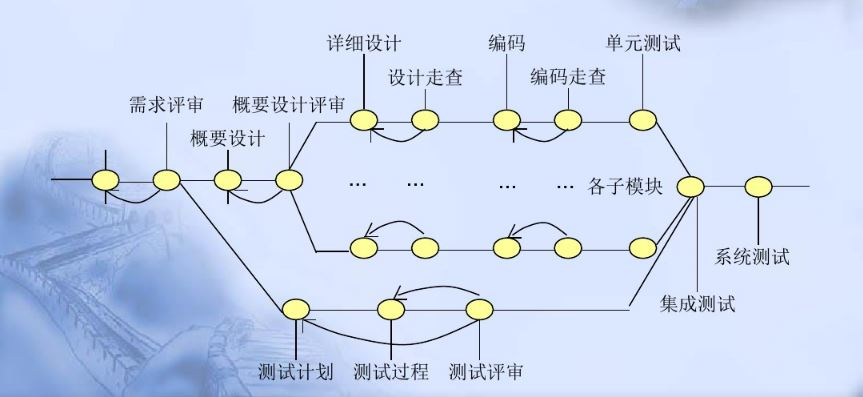 详细设计
编码
单元测试
设计走查
编码走查
需求评审
概要设计评审
概要设计
... ... ... ... 各子模块
系统测试
集成测试
测试计划
测试过程
测试评审